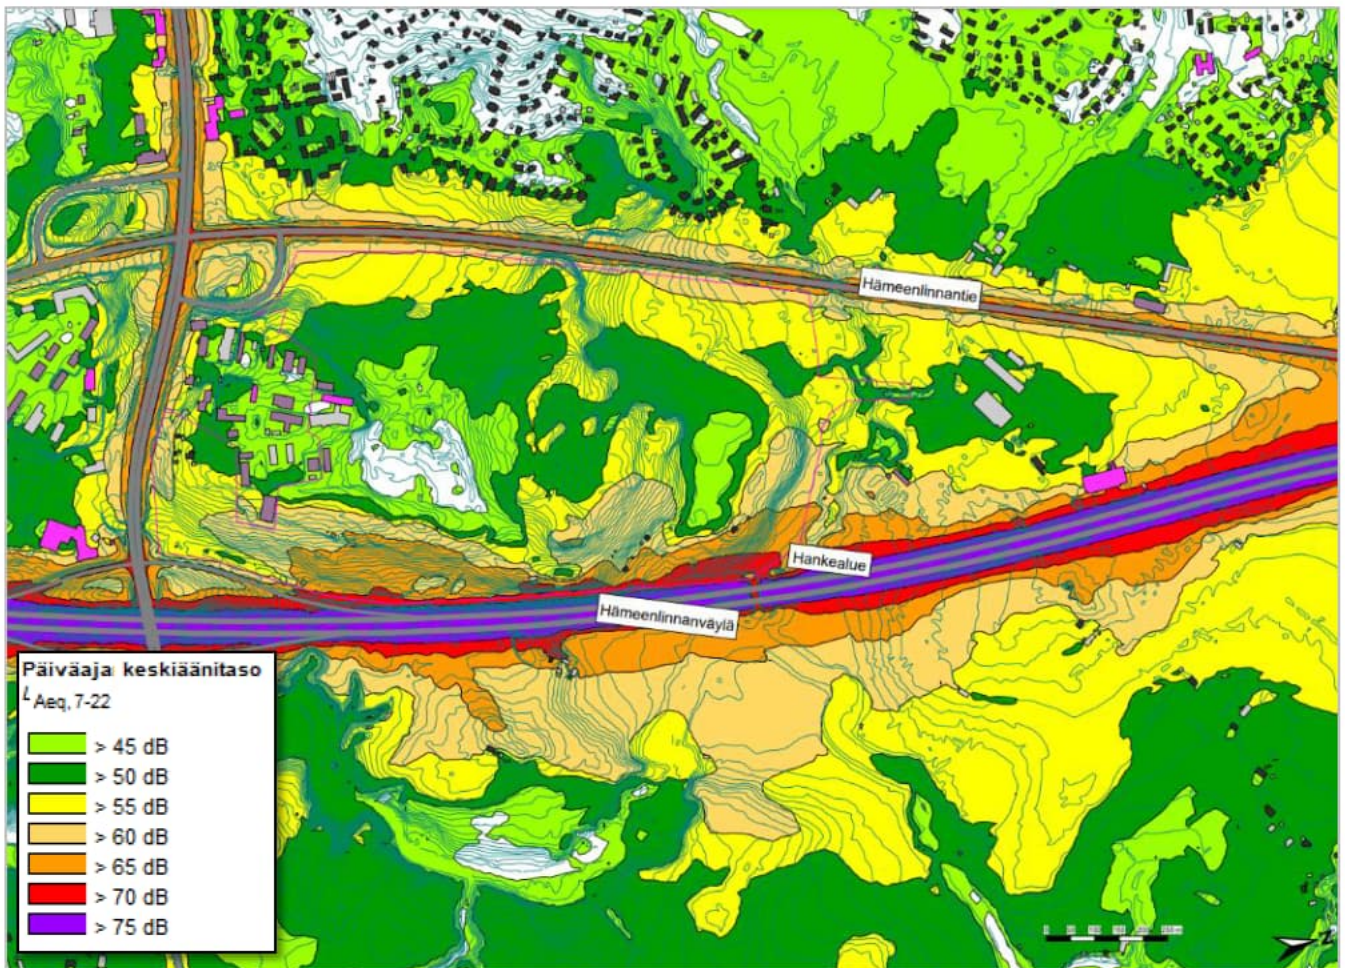 Hämeenlinnantie
Hankealue
Hämeenlinnanväylä
Päiväaja keskiäänitaso
L Aeq, 7-22
> 45 dB
> 50 dB
> 55 dB
> 60 dB
> 65 dB
> 70 dB
> 75 dB
Z